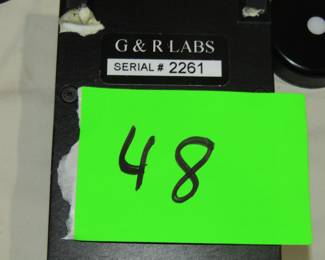 G & R LABS
SERIAL # 2261
48